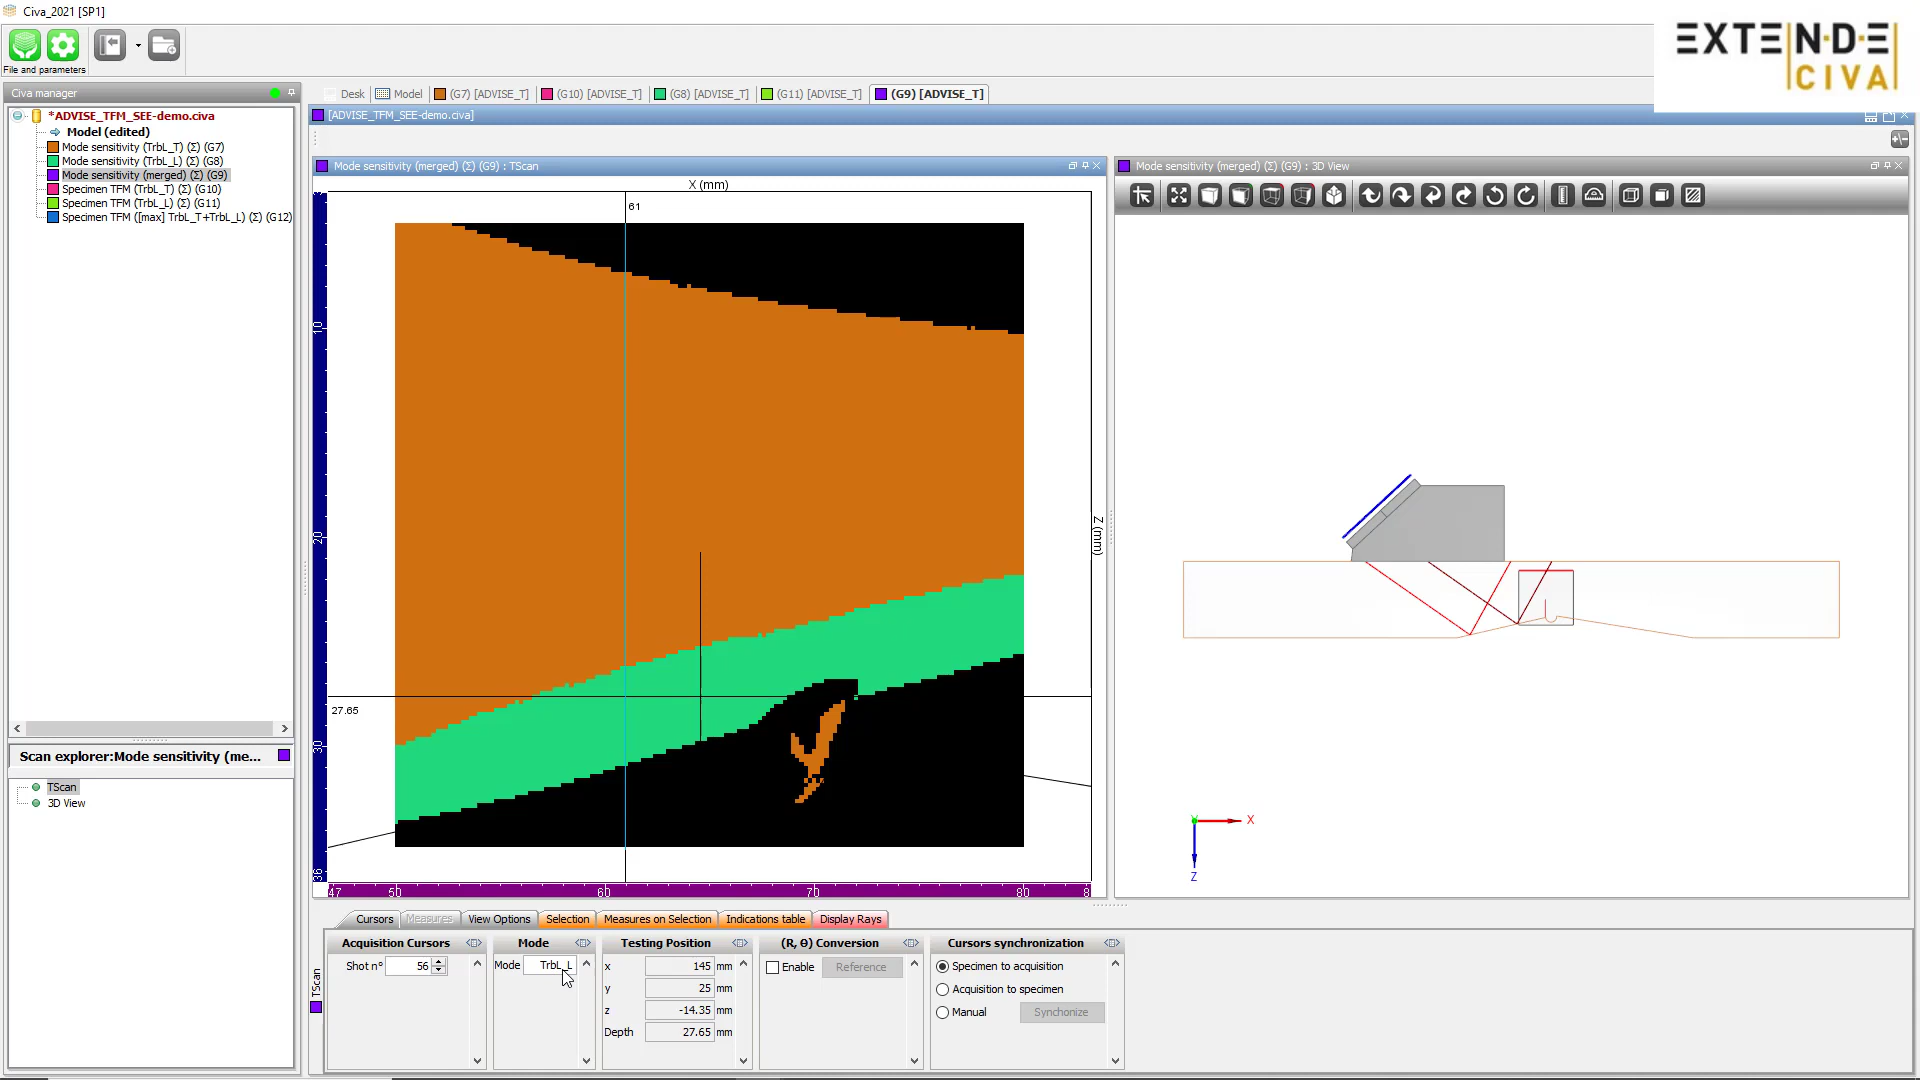 Civa_2021 [SP1]
EXTENDE
CIVA
File and parameters
Civa manager
Desk
Model
(G7) [ADVISE_T]
(G10) [ADVISE_T]
(G8) [ADVISE_T]
(G11) [ADVISE_T]
(G9) [ADVISE_T]
*ADVISE_TFM_SEE-demo.civa
Model (edited)
Mode sensitivity (TrbL_T) (Σ) (G7)
Mode sensitivity (TrbL_L) (Σ) (G8)
Mode sensitivity (merged) (Σ) (G9)
Specimen TFM (TrbL_T) (Σ) (G10)
Specimen TFM (TrbL_L) (Σ) (G11)
Specimen TFM ([max] TrbL_T+TrbL_L) (Σ) (G12)
[ADVISE_TFM_SEE-demo.civa]
Mode sensitivity (merged) (Σ) (G9) : TScan
Mode sensitivity (merged) (Σ) (G9) : 3D View
X (mm)
61
10
20
30
36
27.65
Z (mm)
47
50
60
70
80
8
X
Z
Scan explorer:Mode sensitivity (me...
TScan
3D View
Cursors
Measures
View Options
Selection
Measures on Selection
Indications table
Display Rays
TScan
Acquisition Cursors
Shot n° 56
Mode
Mode TrbL_L
Testing Position
x 145 mm
y 25 mm
z -14.35 mm
Depth 27.65 mm
(R, Θ) Conversion
Enable
Reference
Cursors synchronization
Specimen to acquisition
Acquisition to specimen
Manual
Synchonize